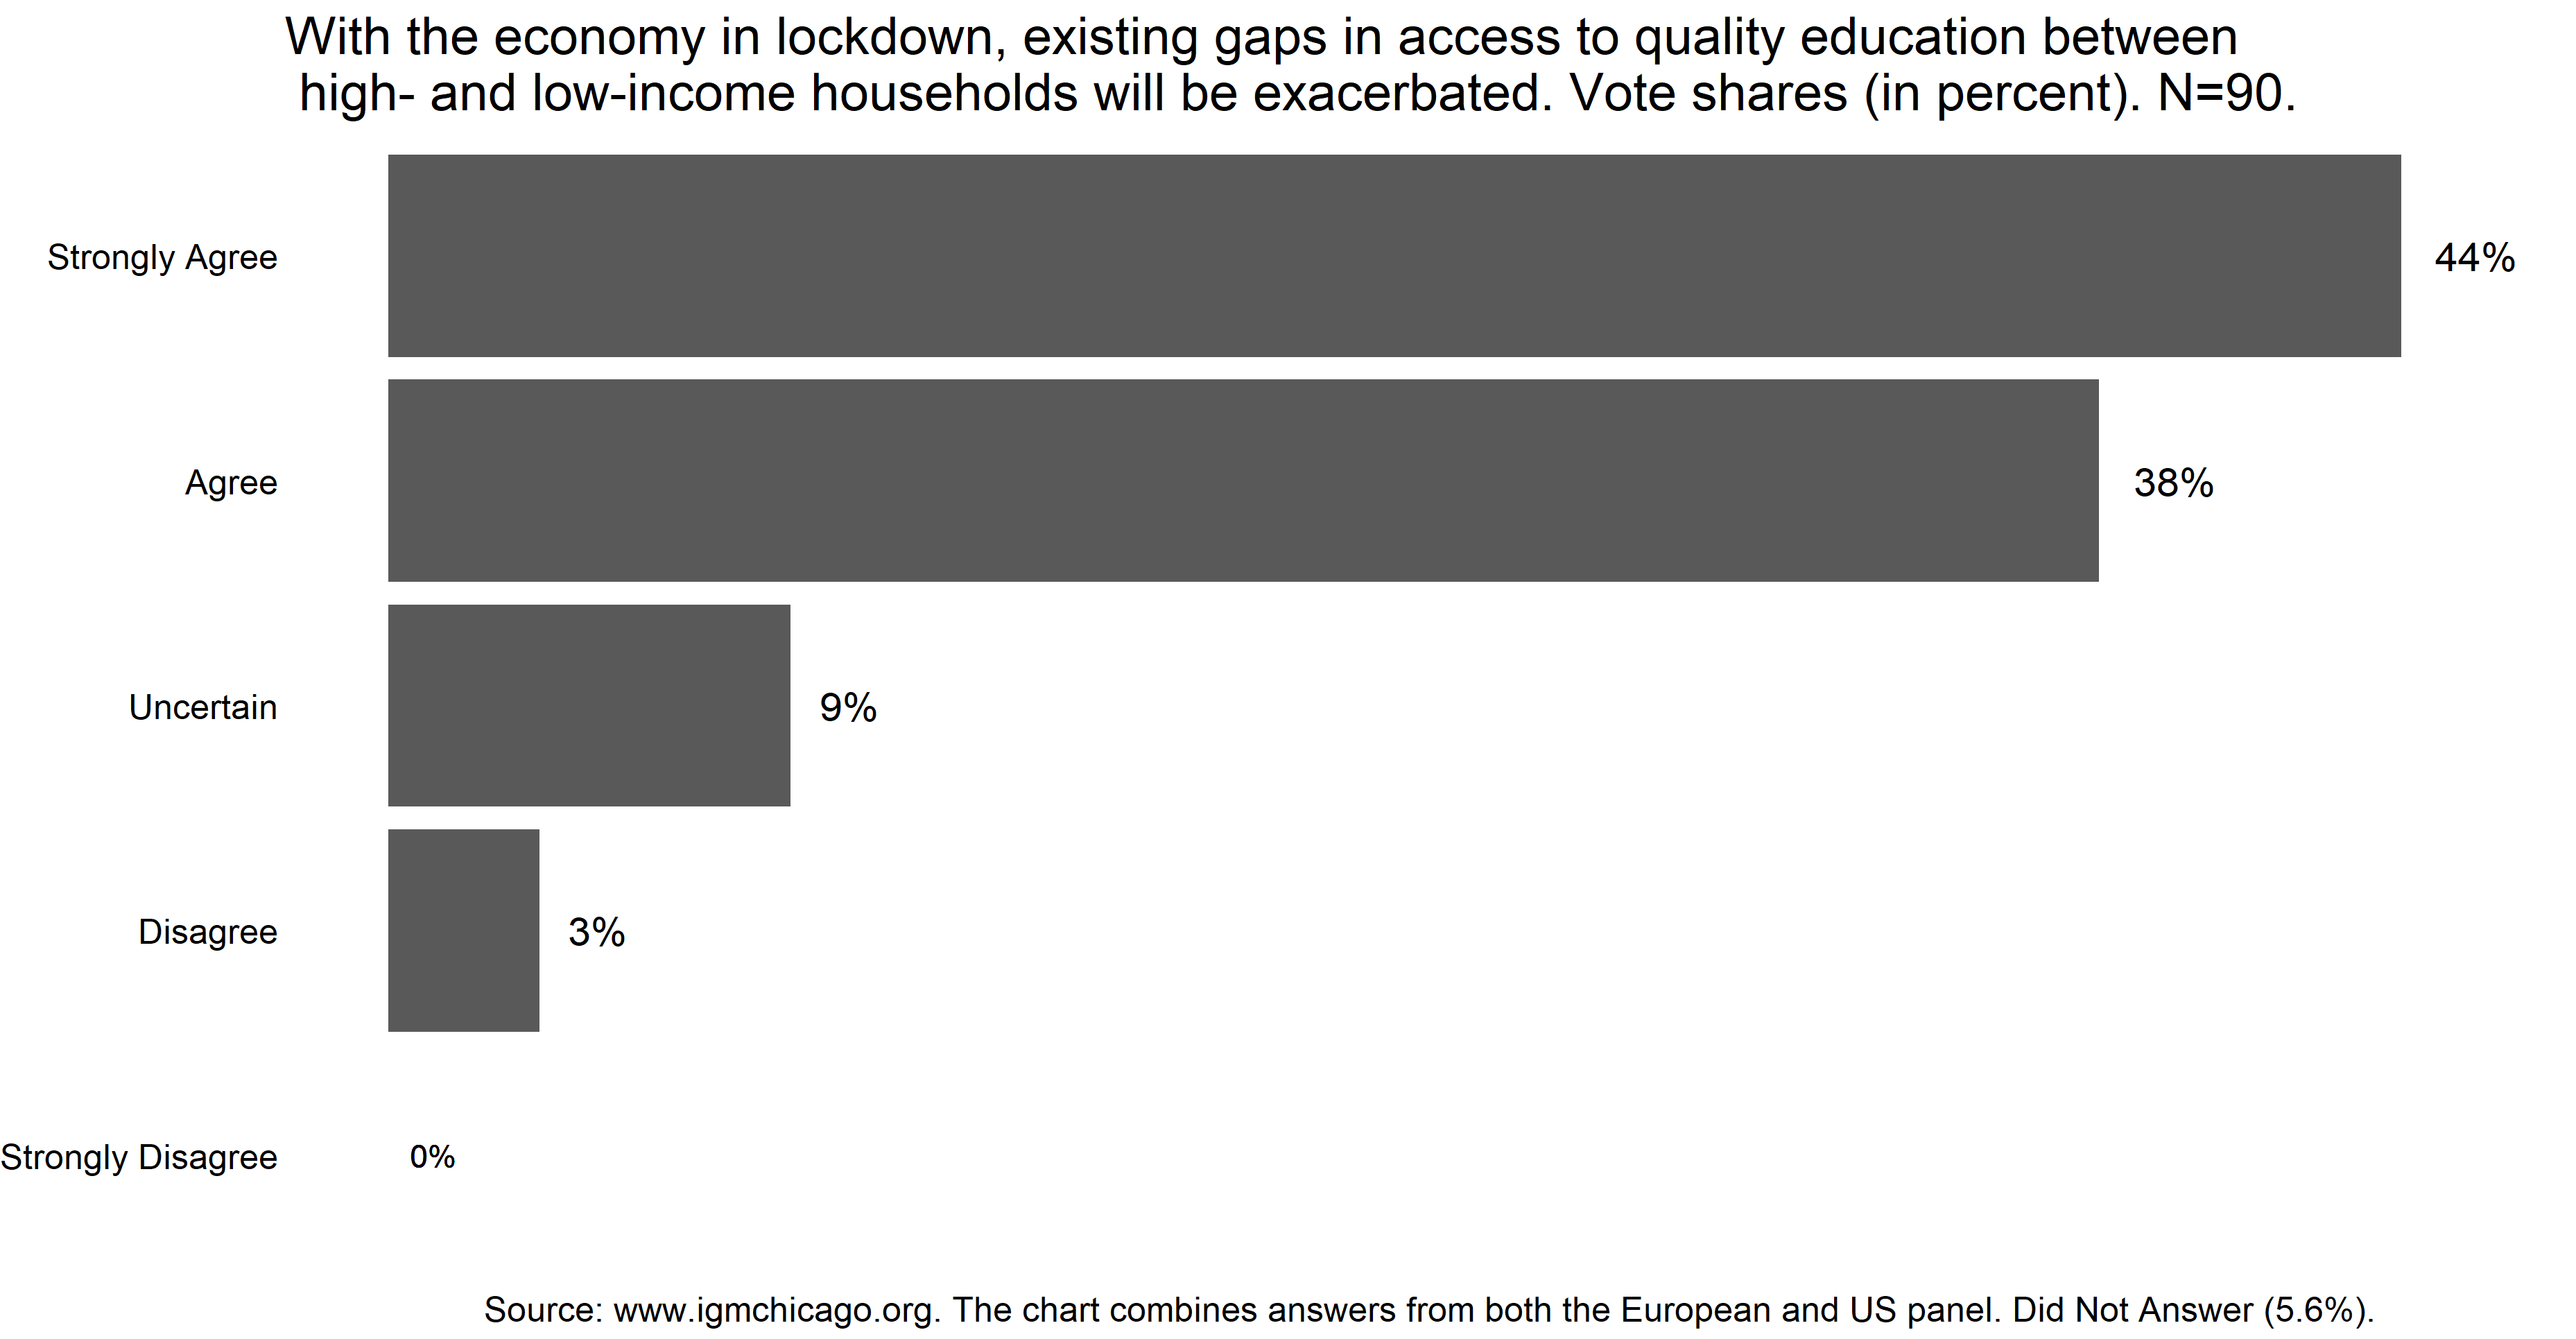 With the economy in lockdown, existing gaps in access to quality education between
high- and low-income households will be exacerbated. Vote shares (in percent). N=90.
Strongly Agree
44%
Agree
38%
Uncertain
9%
Disagree
3%
Strongly Disagree
0%
Source: www.igmchicago.org. The chart combines answers from both the European and US panel. Did Not Answer (5.6%).